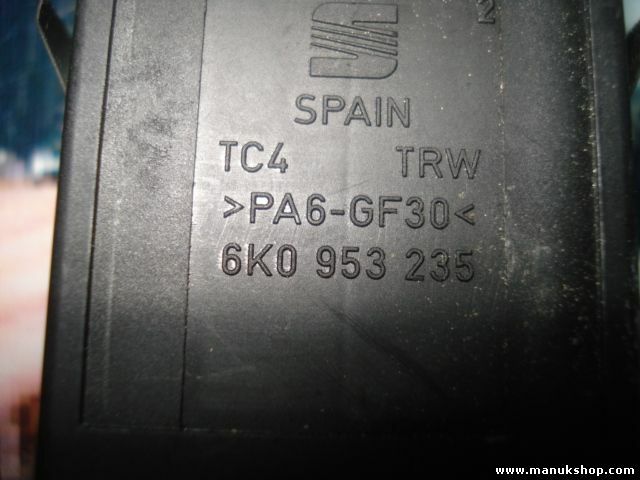 2
SPAIN
TC4 TRW
>PA6-GF30<
6K0 953 235
www.manukshop.com